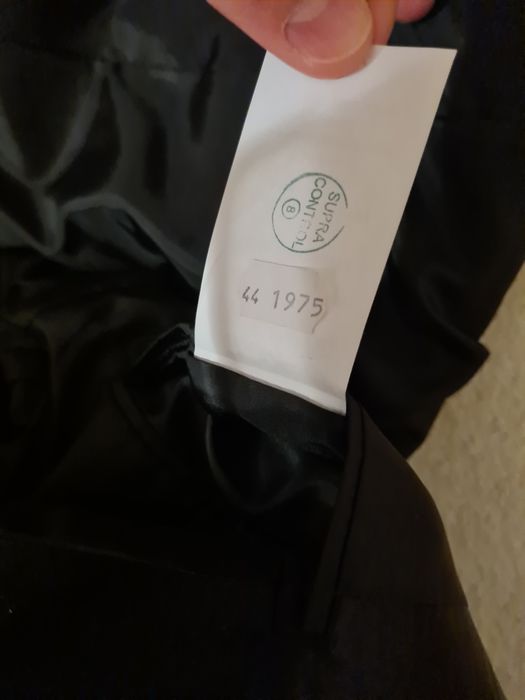 SUPRA
CONTROL
8
44 1975